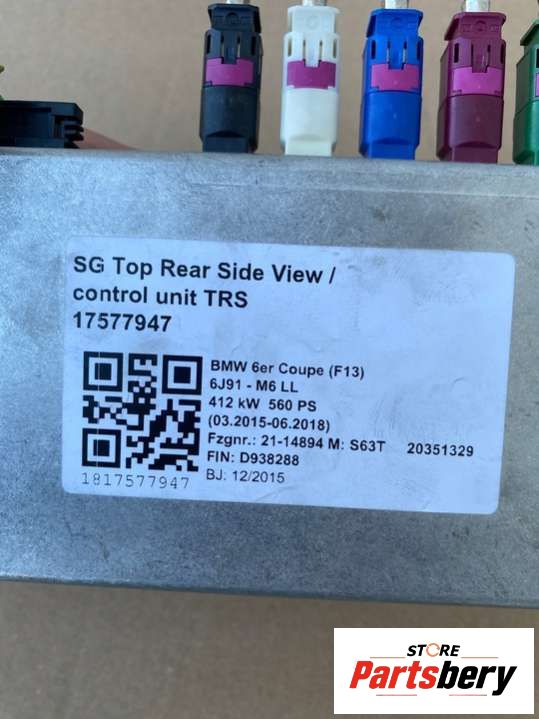 SG Top Rear Side View /
control unit TRS
17577947
BMW 6er Coupe (F13)
6J91 - M6 LL
412 kW 560 PS
(03.2015-06.2018)
Fzgnr.: 21-14894 M: S63T 20351329
FIN: D938288
BJ: 12/2015
1817577947
STORE
Partsbery